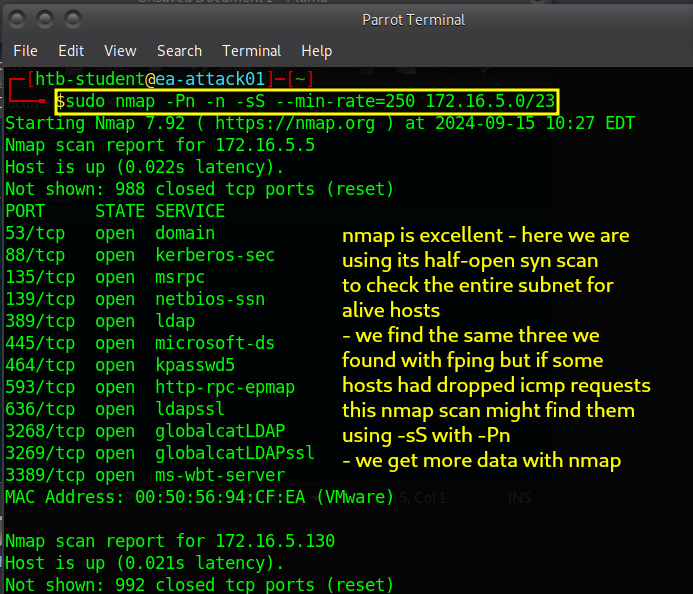 Parrot Terminal
File Edit View Search Terminal Help
[htb-student@ea-attack01]─[~]
$sudo nmap -Pn -n -sS --min-rate=250 172.16.5.0/23
Starting Nmap 7.92 ( https://nmap.org ) at 2024-09-15 10:27 EDT
Nmap scan report for 172.16.5.5
Host is up (0.022s latency).
Not shown: 988 closed tcp ports (reset)
PORT STATE SERVICE
53/tcp open domain
88/tcp open kerberos-sec
135/tcp open msrpc
139/tcp open netbios-ssn
389/tcp open ldap
445/tcp open microsoft-ds
464/tcp open kpasswd5
593/tcp open http-rpc-epmap
636/tcp open ldapssl
3268/tcp open globalcatLDAP
3269/tcp open globalcatLDAPssl
3389/tcp open ms-wbt-server
MAC Address: 00:50:56:94:CF:EA (VMware)
Nmap scan report for 172.16.5.130
Host is up (0.021s latency).
Not shown: 992 closed tcp ports (reset)
nmap is excellent - here we are
using its half-open syn scan
to check the entire subnet for
alive hosts
- we find the same three we
found with fping but if some
hosts had dropped icmp requests
this nmap scan might find them
using -sS with -Pn
- we get more data with nmap
INS